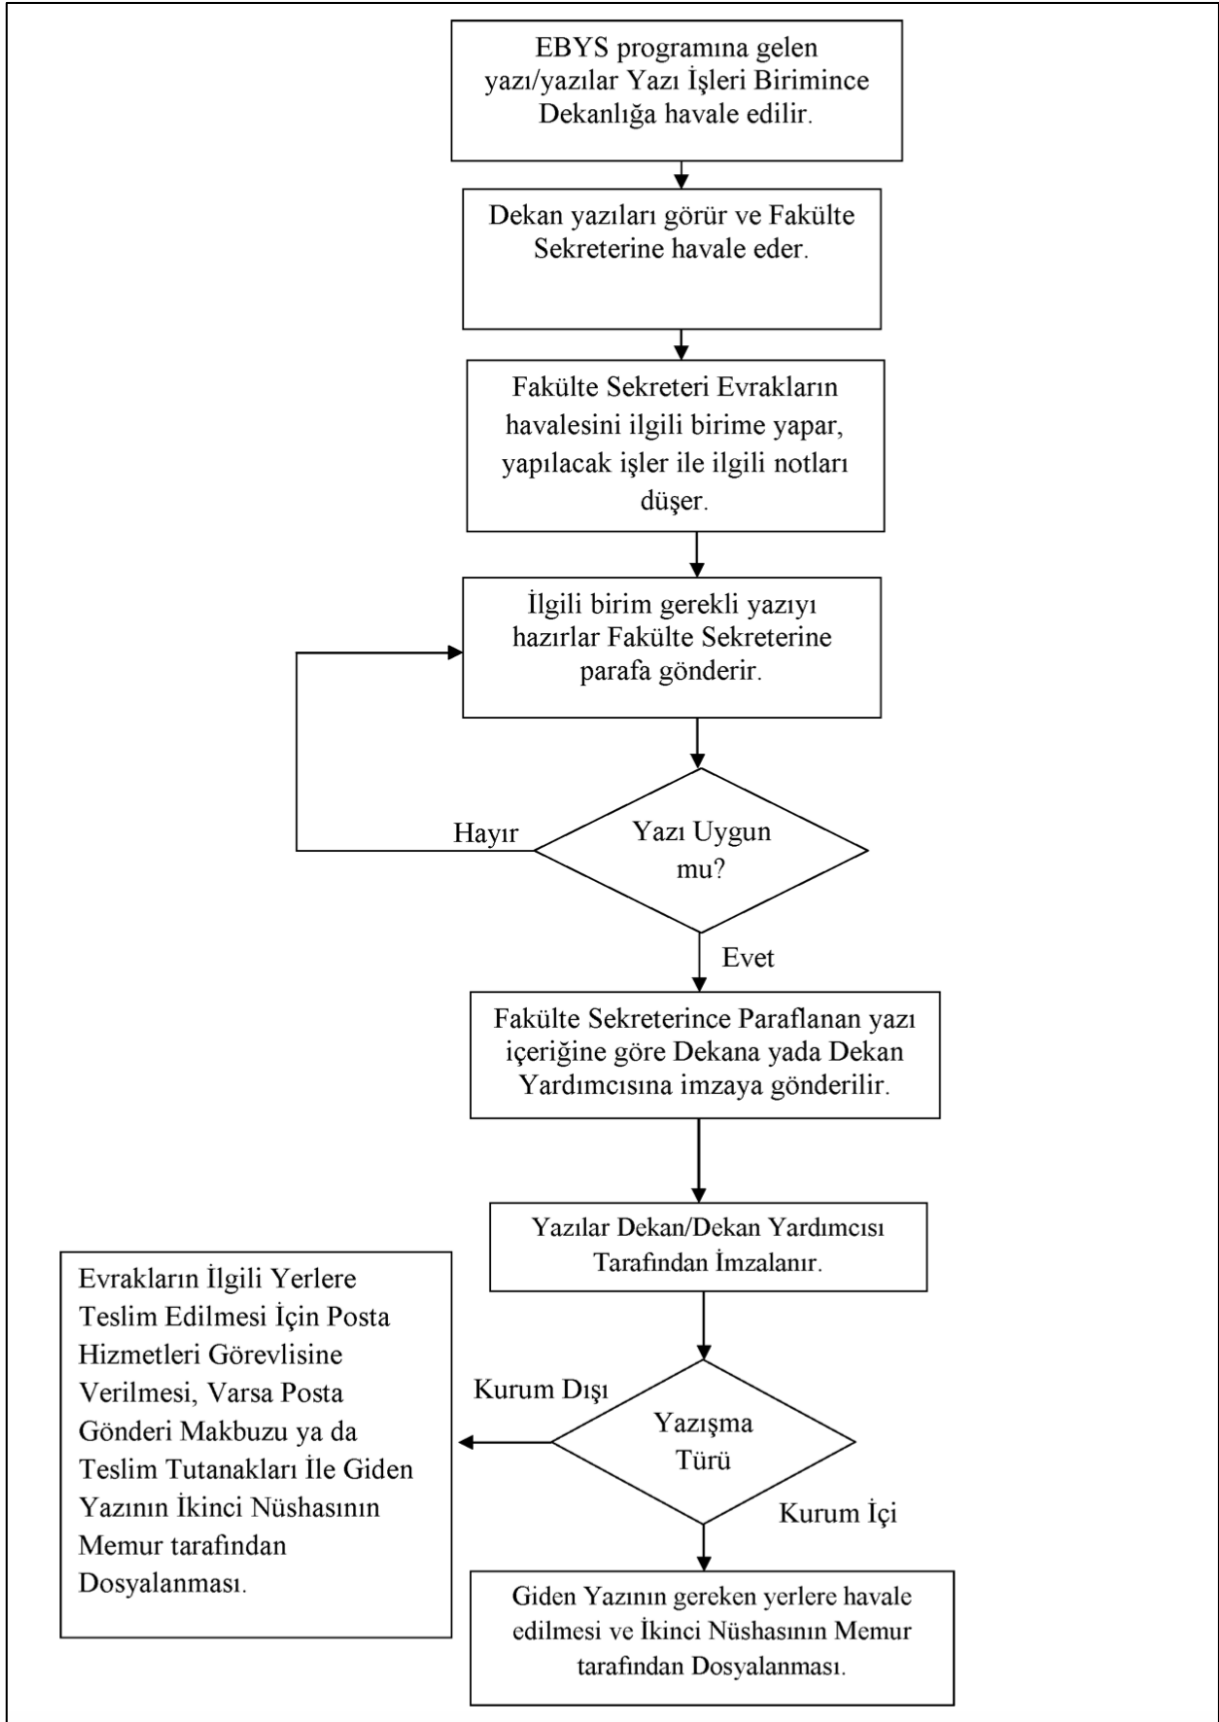 EBYS programına gelen
yazı/yazılar Yazı İşleri Birimince
Dekanlığa havale edilir.
Dekan yazıları görür ve Fakülte
Sekreterine havale eder.
Fakülte Sekreteri Evrakların
havalesini ilgili birime yapar,
yapılacak işler ile ilgili notları
düşer.
İlgili birim gerekli yazıyı
hazırlar Fakülte Sekreterine
parafa gönderir.
Hayır
Yazı Uygun
mu?
Evet
Fakülte Sekreterince Paraflanan yazı
içeriğine göre Dekana yada Dekan
Yardımcısına imzaya gönderilir.
Yazılar Dekan/Dekan Yardımcısı
Tarafından İmzalanır.
Kurum Dışı
Yazışma
Türü
Kurum İçi
Evrakların İlgili Yerlere
Teslim Edilmesi İçin Posta
Hizmetleri Görevlisine
Verilmesi, Varsa Posta
Gönderi Makbuzu ya da
Teslim Tutanakları İle Giden
Yazının İkinci Nüshasının
Memur tarafından
Dosyalanması.
Giden Yazının gereken yerlere havale
edilmesi ve İkinci Nüshasının Memur
tarafından Dosyalanması.